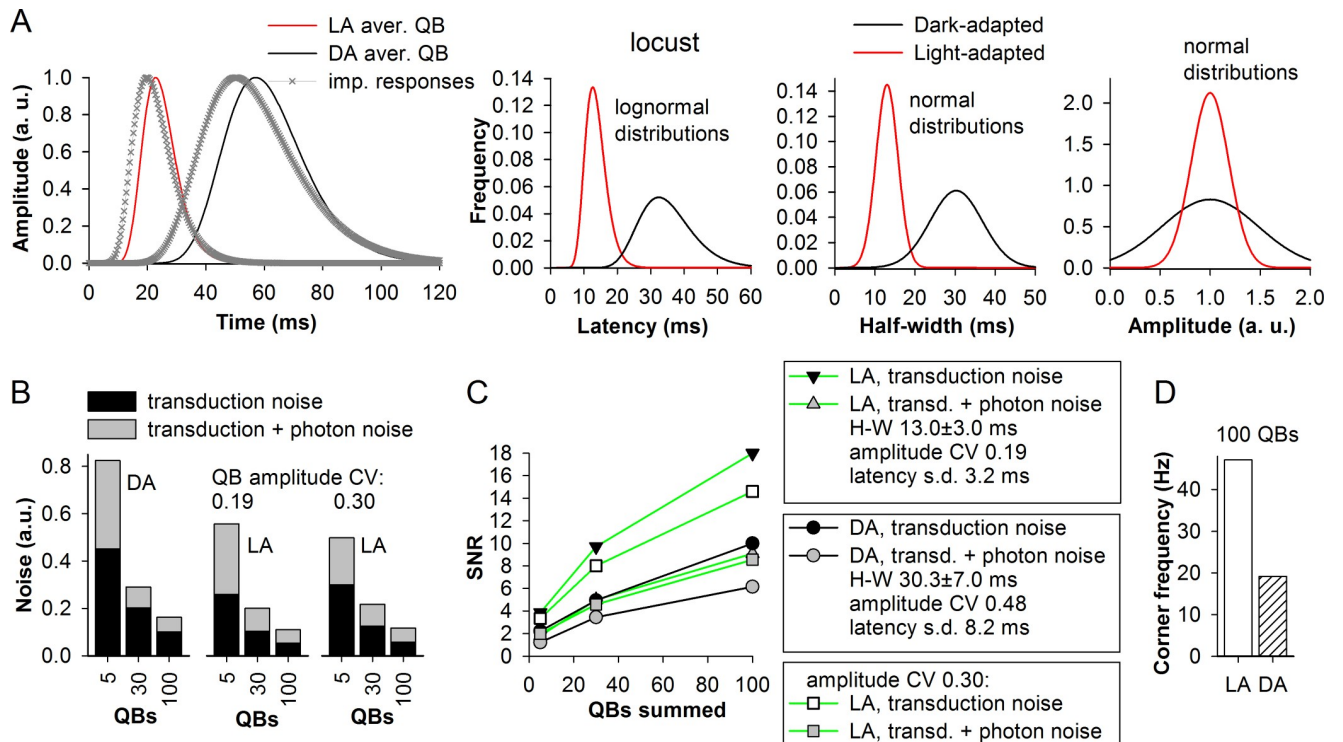 A
LA aver. QB
DA aver. QB
imp. responses
Amplitude (a. u.)
1.0
0.8
0.6
0.4
0.2
0.0
0 20 40 60 80 100 120
Time (ms)
locust
Dark-adapted
Light-adapted
Frequency
0.14
0.12
0.10
0.08
0.06
0.04
0.02
0.00
lognormal
distributions
0 10 20 30 40 50 60
Latency (ms)
0.14
0.12
0.10
0.08
0.06
0.04
0.02
0.00
normal
distributions
0 10 20 30 40 50
Half-width (ms)
normal
distributions
2.0
1.5
1.0
0.5
0.0
0.0 0.5 1.0 1.5 2.0
Amplitude (a. u.)
B
transduction noise
transduction + photon noise
Noise (a.u.)
0.8
0.6
0.4
0.2
0.0
DA
QB amplitude CV:
0.19 0.30
LA LA
5 30 100 5 30 100 5 30 100
QBs QBs QBs
C
SNR
18
16
14
12
10
8
6
4
2
0
0 20 40 60 80 100
QBs summed
LA, transduction noise
LA, transd. + photon noise
H-W 13.0±3.0 ms
amplitude CV 0.19
latency s.d. 3.2 ms
DA, transduction noise
DA, transd. + photon noise
H-W 30.3±7.0 ms
amplitude CV 0.48
latency s.d. 8.2 ms
amplitude CV 0.30:
LA, transduction noise
LA, transd. + photon noise
D
100 QBs
Corner frequency (Hz)
40
30
20
10
0
LA DA